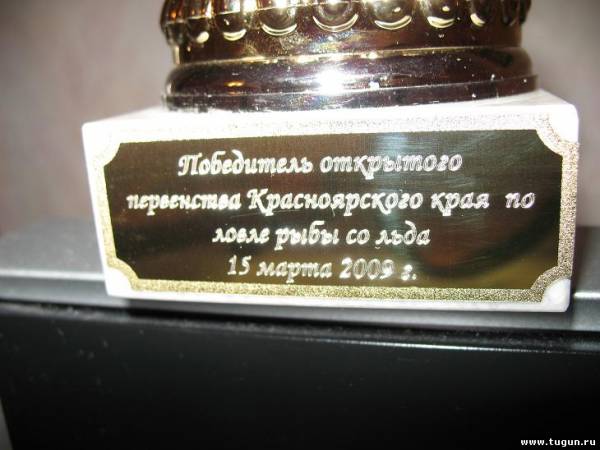 Победитель открытого
первенства Красноярского края по
ловле рыбы со льда
15 марта 2009 г.
www.tugun.ru